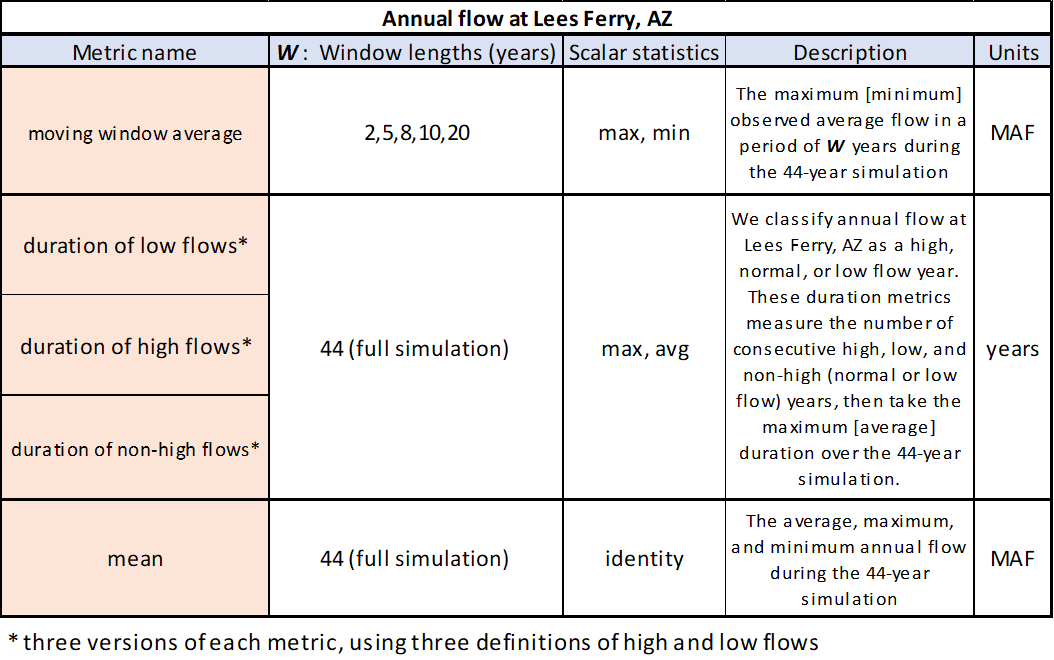 Annual flow at Lees Ferry, AZ
Metric name
W : Window lengths (years)
Scalar statistics
Description
Units
moving window average
2,5,8,10,20
max, min
The maximum [minimum]
observed average flow in a
period of W years during
the 44-year simulation
MAF
duration of low flows*
duration of high flows*
duration of non-high flows*
44 (full simulation)
max, avg
We classify annual flow at
Lees Ferry, AZ as a high,
normal, or low flow year.
These duration metrics
measure the number of
consecutive high, low, and
non-high (normal or low
flow) years, then take the
maximum [average]
duration over the 44-year
simulation.
years
mean
44 (full simulation)
identity
The average, maximum,
and minimum annual flow
during the 44-year
simulation
MAF
* three versions of each metric, using three definitions of high and low flows